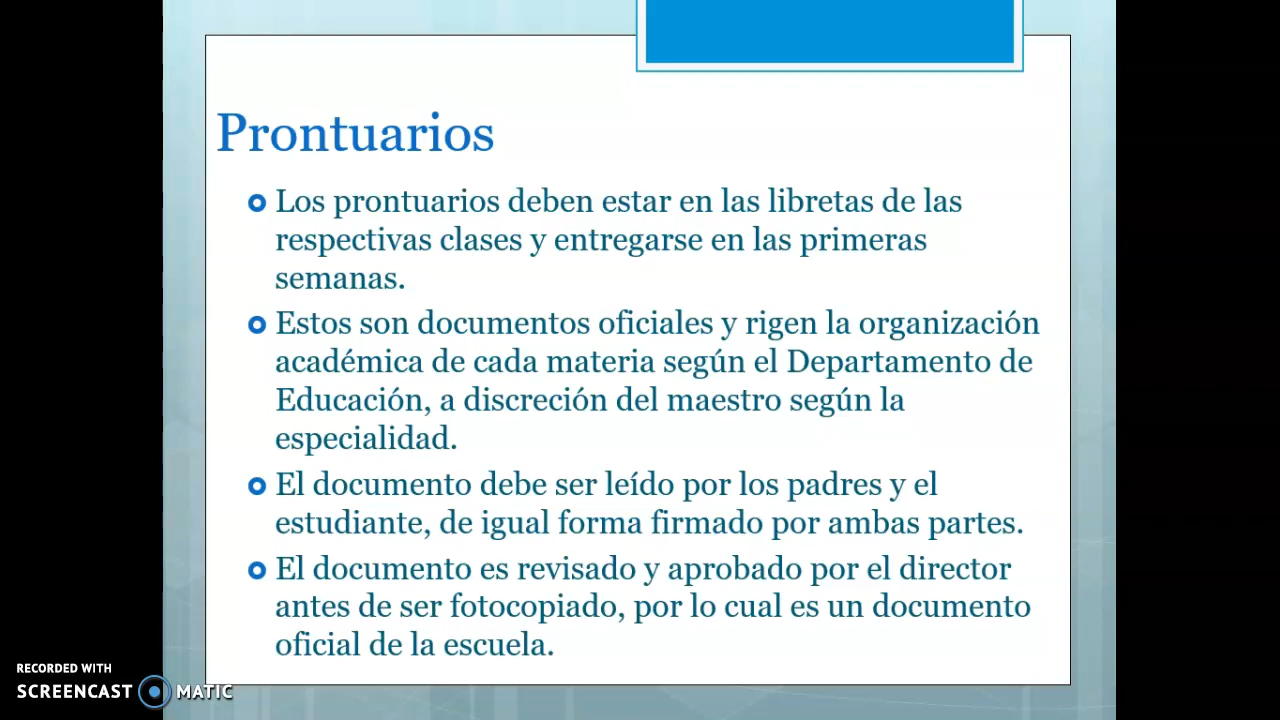 Prontuarios
Los prontuarios deben estar en las libretas de las
respectivas clases y entregarse en las primeras
semanas.
Estos son documentos oficiales y rigen la organización
académica de cada materia según el Departamento de
Educación, a discreción del maestro según la
especialidad.
El documento debe ser leído por los padres y el
estudiante, de igual forma firmado por ambas partes.
El documento es revisado y aprobado por el director
antes de ser fotocopiado, por lo cual es un documento
oficial de la escuela.
RECORDED WITH
SCREENCAST MATIC